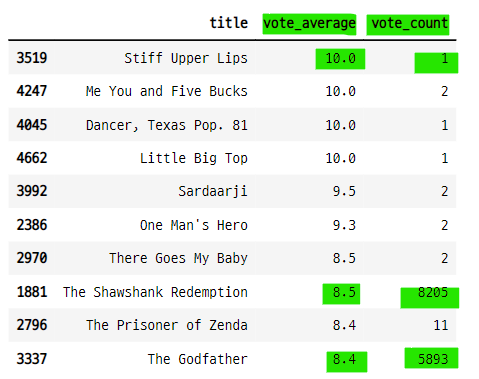 title vote_average vote_count
3519 Stiff Upper Lips 10.0 1
4247 Me You and Five Bucks 10.0 2
4045 Dancer, Texas Pop. 81 10.0 1
4662 Little Big Top 10.0 1
3992 Sardaarji 9.5 2
2386 One Man's Hero 9.3 2
2970 There Goes My Baby 8.5 2
1881 The Shawshank Redemption 8.5 8205
2796 The Prisoner of Zenda 8.4 11
3337 The Godfather 8.4 5893